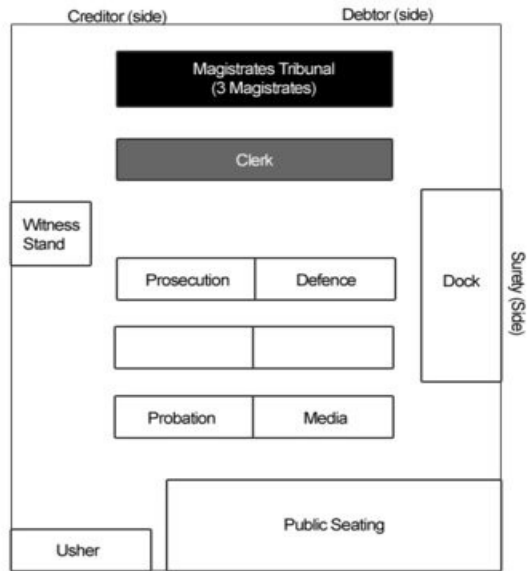 Creditor (side)
Debtor (side)
Magistrates Tribunal
(3 Magistrates)
Clerk
Witness
Stand
Prosecution
Defence
Dock
Surely (Side)
Probation
Media
Public Seating
Usher